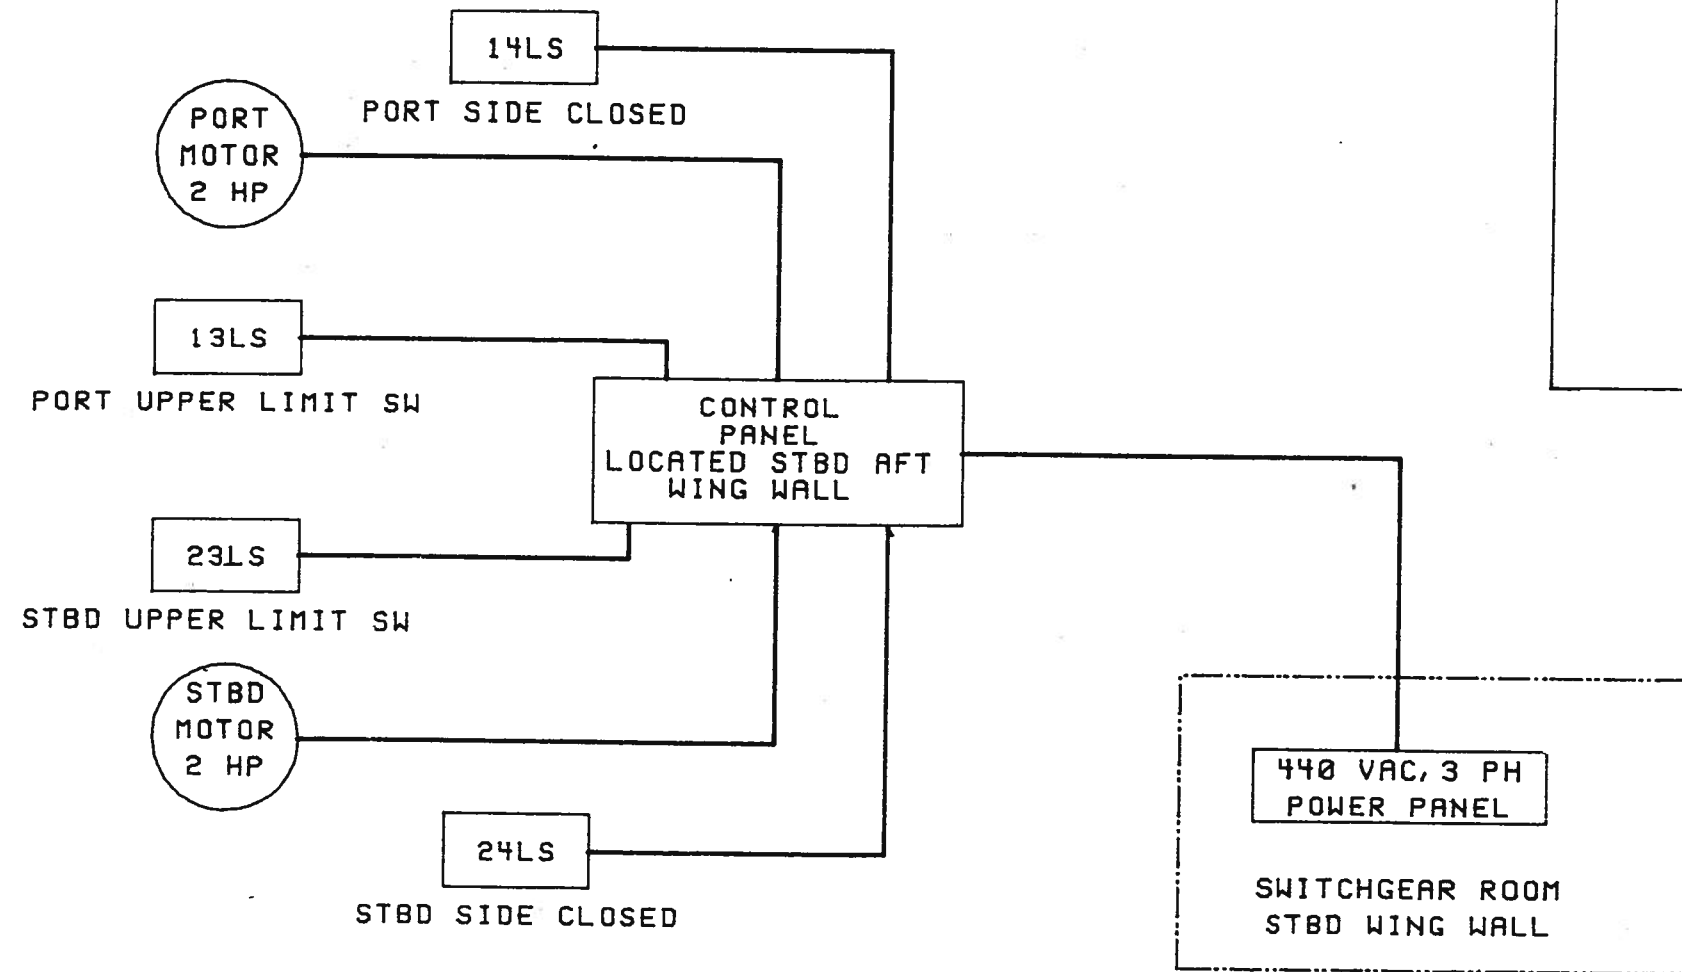 14LS
PORT SIDE CLOSED
PORT
MOTOR
2 HP
13LS
PORT UPPER LIMIT SW
CONTROL
PANEL
LOCATED STBD AFT
WING WALL
23LS
STBD UPPER LIMIT SW
STBD
MOTOR
2 HP
24LS
STBD SIDE CLOSED
440 VAC, 3 PH
POWER PANEL
SWITCHGEAR ROOM
STBD WING WALL